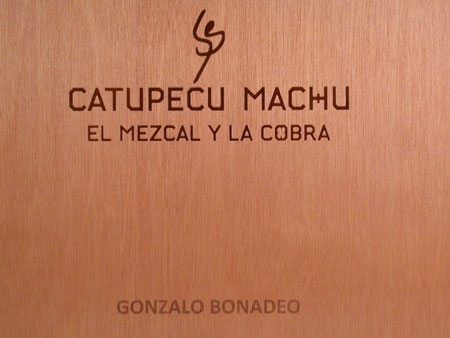 CATUPECU MACHU
EL MEZCAL Y LA COBRA
GONZALO BONADEO